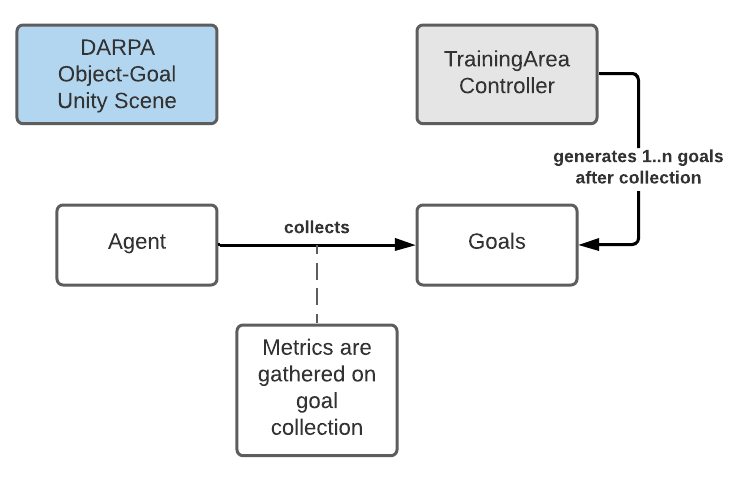 DARPA
Object-Goal
Unity Scene
TrainingArea
Controller
generates 1..n goals
after collection
Agent
collects
Goals
Metrics are
gathered on
goal
collection